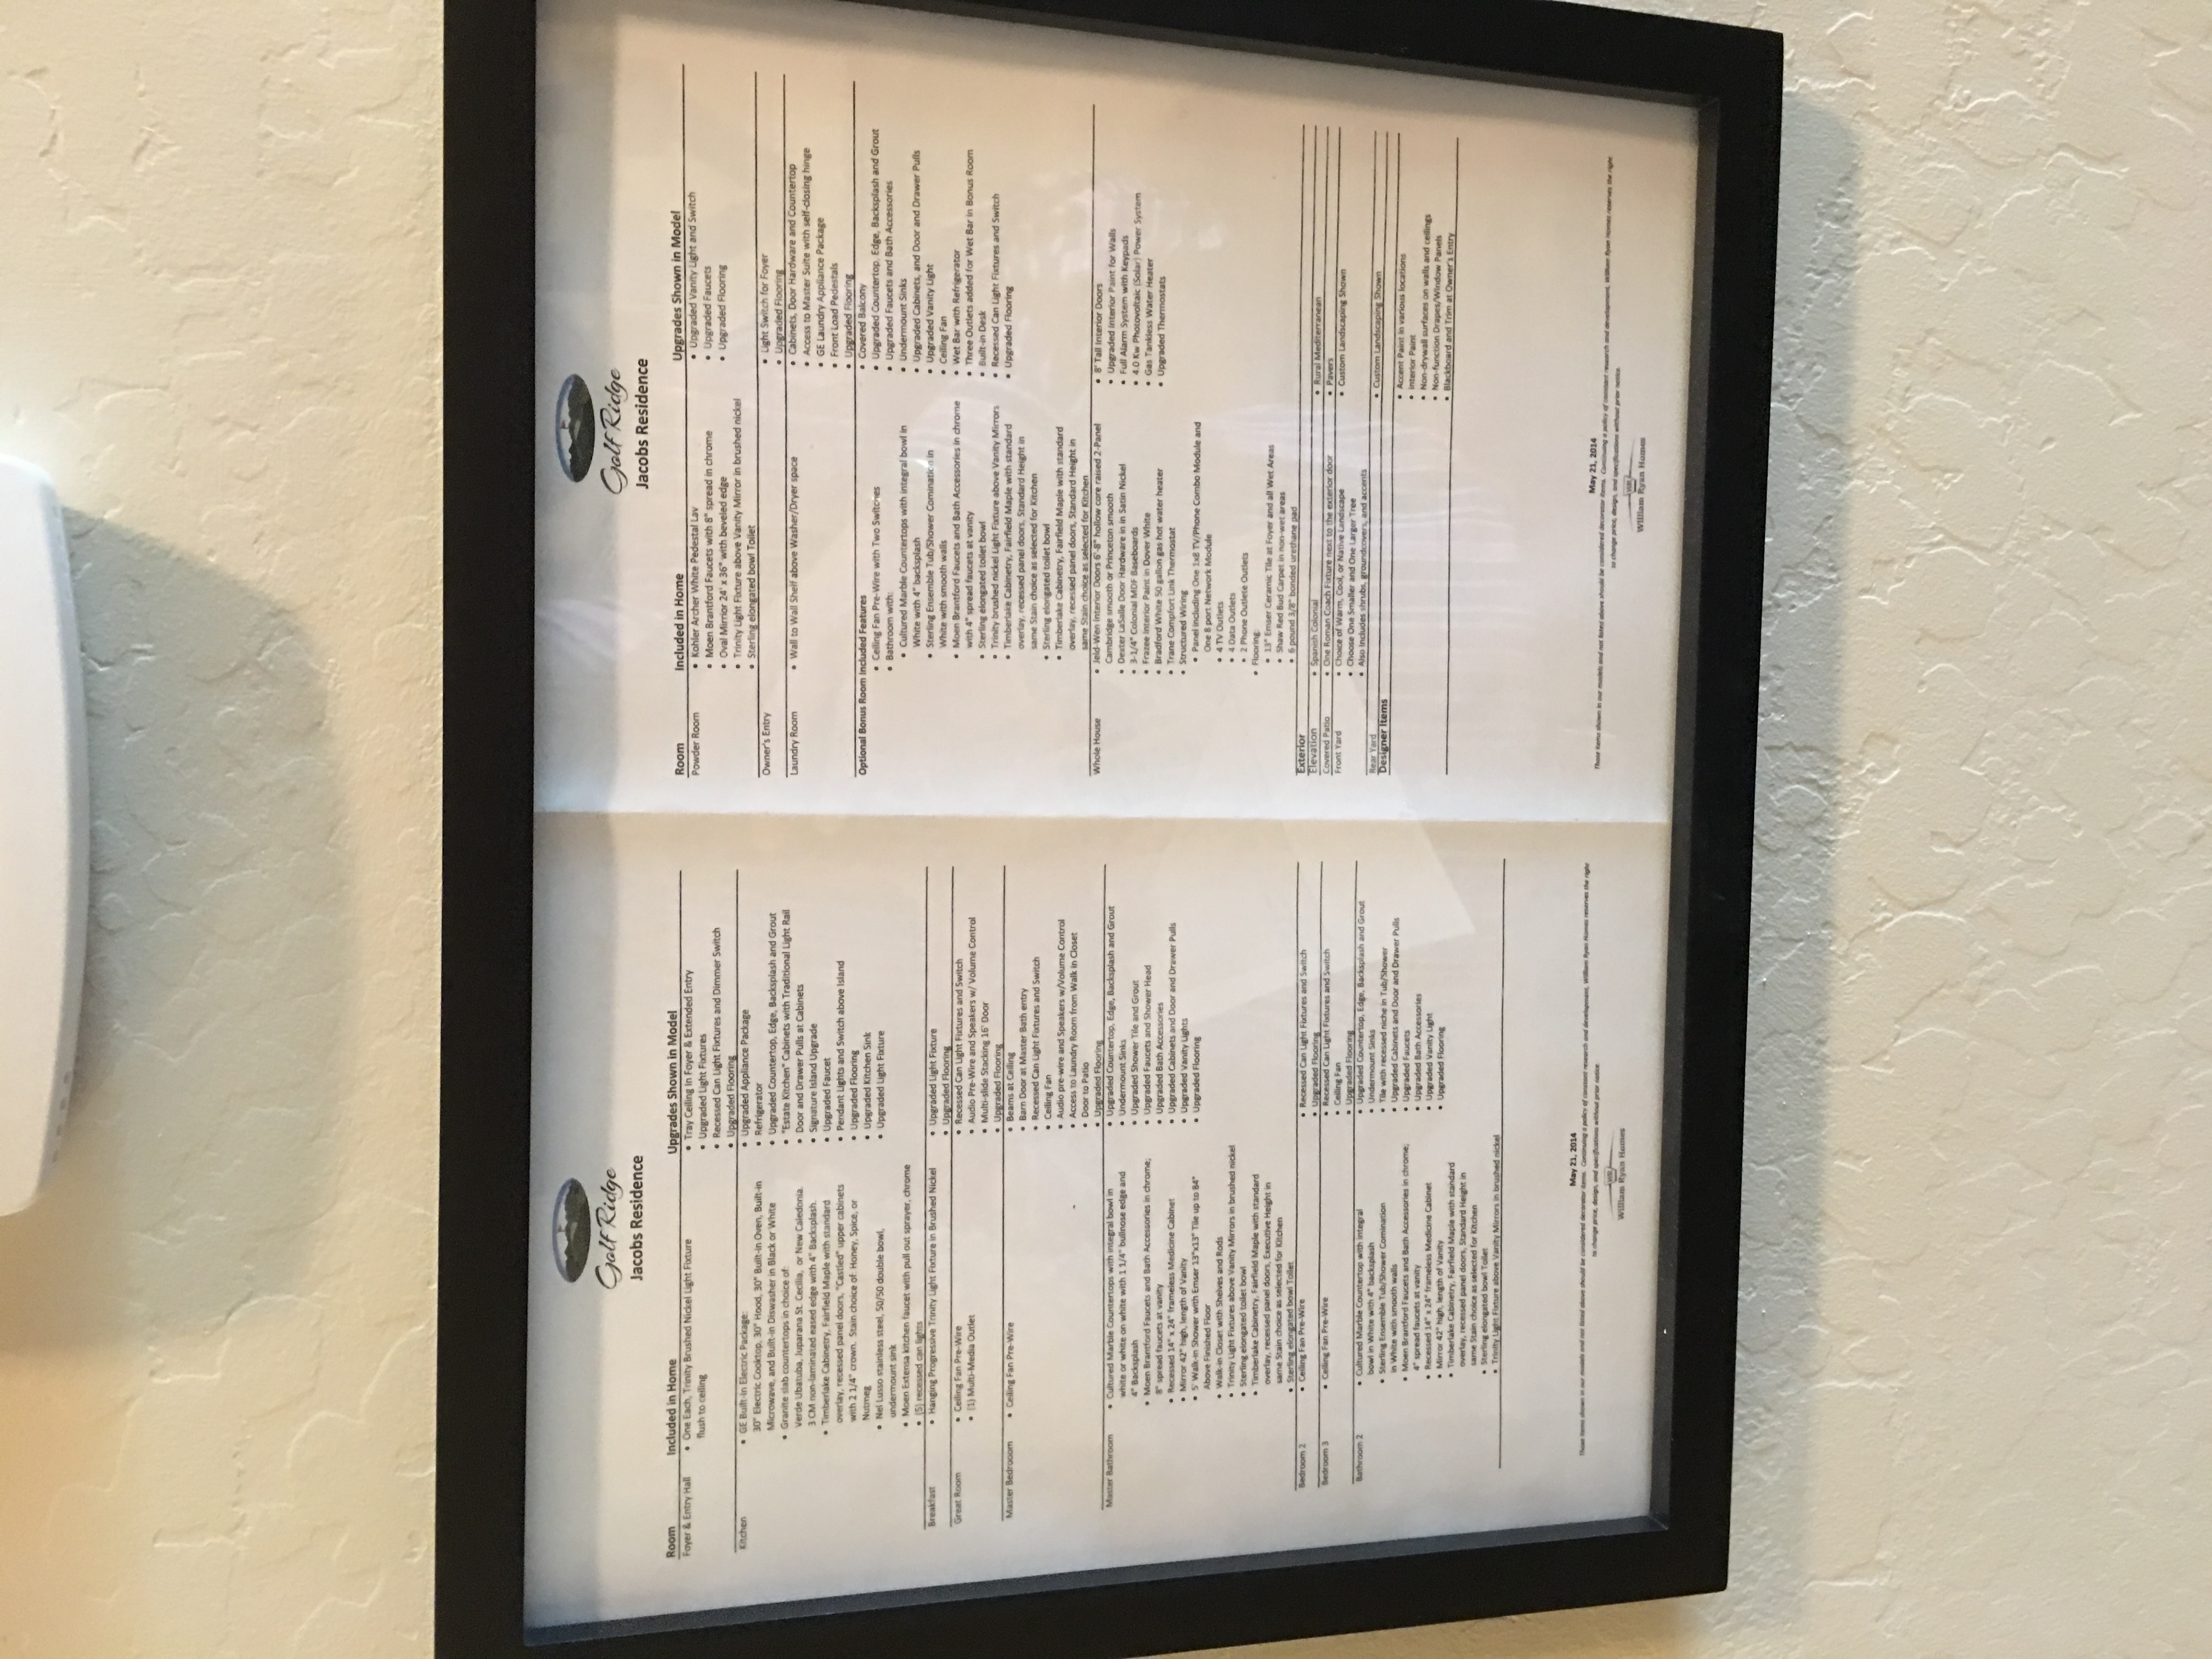 Golf Ridge
Jacobs Residence
Room Included in Home Upgrades Shown in Model
Foyer & Entry Hall • One Each, Trinity Brushed Nickel Light Fixture • Tray Ceiling in Foyer & Extended Entry
flush to ceiling • Upgraded Light Fixtures
• Recessed Can Light Fixtures and Dimmer Switch
• Upgraded Flooring
Kitchen • GE Built-in Electric Package: • Upgraded Appliance Package
30" Electric Cooktop, 30" Hood, 30" Built-in Oven, Built-in • Refrigerator
Microwave, and Built-in Diswasher in Black or White • Upgraded Countertop, Edge, Backsplash and Grout
• Granite slab countertops in choice of: • "Estate Kitchen" Cabinets with Traditional Light Rail
Verde Ubatuba, Juparana St. Cecilia, or New Caledonia. • Door and Drawer Pulls at Cabinets
3 CM non-laminated eased edge with 4" Backsplash. • Signature Island Upgrade
• Timberlake Cabinetry, Fairfield Maple with standard • Upgraded Faucet
overlay, recessed panel doors, "Castled" upper cabinets • Pendant Lights and Switch above Island
with 2 1/4" crown. Stain choice of: Honey, Spice, or • Upgraded Flooring
Nutmeg • Upgraded Kitchen Sink
• Nel Lusso stainless steel, 50/50 double bowl, • Upgraded Light Fixture
undermount sink
• Moen Extensa kitchen faucet with pull out sprayer, chrome
• (5) recessed can lights
Breakfast • Hanging Progressive Trinity Light Fixture in Brushed Nickel • Upgraded Light Fixture
• Upgraded Flooring
Great Room • Ceiling Fan Pre-Wire • Recessed Can Light Fixtures and Switch
• (1) Multi-Media Outlet • Audio Pre-Wire and Speakers w/ Volume Control
• Multi-slide Stacking 16' Door
• Upgraded Flooring
Master Bedrooom • Ceiling Fan Pre-Wire • Beams at Ceiling
• Barn Door at Master Bath entry
• Recessed Can Light Fixtures and Switch
• Ceiling Fan
• Audio pre-wire and Speakers w/Volume Control
• Access to Laundry Room from Walk in Closet
• Door to Patio
• Upgraded Flooring
Master Bathroom • Cultured Marble Countertops with integral bowl in • Upgraded Countertop, Edge, Backsplash and Grout
white or white on white with 1 1/4" bullnose edge and • Undermount Sinks
4" Backsplash • Upgraded Shower Tile and Grout
• Moen Brantford Faucets and Bath Accessories in chrome; • Upgraded Faucets and Shower Head
8" spread faucets at vanity • Upgraded Bath Accessories
• Recessed 14" x 24" frameless Medicine Cabinet • Upgraded Cabinets and Door and Drawer Pulls
• Mirror 42" high, length of Vanity • Upgraded Vanity Lights
• 5' Walk-in Shower with Emser 13"x13" Tile up to 84" • Upgraded Flooring
Above Finished Floor
• Walk-in Closet with Shelves and Rods
• Trinity Light Fixtures above Vanity Mirrors in brushed nickel
• Sterling elongated toilet bowl
• Timberlake Cabinetry, Fairfield Maple with standard
overlay, recessed panel doors, Executive Height in
same Stain choice as selected for Kitchen
• Sterling elongated bowl Toilet
Bedroom 2 • Ceiling Fan Pre-Wire • Recessed Can Light Fixtures and Switch
• Upgraded Flooring
Bedroom 3 • Ceiling Fan Pre-Wire • Recessed Can Light Fixtures and Switch
• Ceiling Fan
• Upgraded Flooring
Bathroom 2 • Cultured Marble Countertop with integral • Upgraded Countertop, Edge, Backsplash and Grout
bowl in White with 4" backsplash • Undermount Sinks
• Sterling Ensemble Tub/Shower Comination • Tile with recessed niche in Tub/Shower
in White with smooth walls • Upgraded Cabinets and Door and Drawer Pulls
• Moen Brantford Faucets and Bath Accessories in chrome; • Upgraded Faucets
4" spread faucets at vanity • Upgraded Bath Accessories
• Recessed 14" x 24" frameless Medicine Cabinet • Upgraded Vanity Light
• Mirror 42" high, length of Vanity • Upgraded Flooring
• Timberlake Cabinetry, Fairfield Maple with standard
overlay, recessed panel doors, Standard Height in
same Stain choice as selected for Kitchen
• Sterling elongated bowl Toilet
• Trinity Light Fixture above Vanity Mirrors in brushed nickel
May 21, 2014
Those items shown in our models and not listed above should be considered decorator items. Continuing a policy of constant research and development, William Ryan Homes reserves the right
to change price, design, and specifications without prior notice.
WR
William Ryan Homes
Golf Ridge
Jacobs Residence
Room Included in Home Upgrades Shown in Model
Powder Room • Kohler Archer White Pedestal Lav • Upgraded Vanity Light and Switch
• Moen Brantford Faucets with 8" spread in chrome • Upgraded Faucets
• Oval Mirrior 24' x 36" with beveled edge • Upgraded Flooring
• Trinity Light Fixture above Vanity Mirror in brushed nickel
• Sterling elongated bowl Toilet
Owner's Entry • Light Switch for Foyer
• Upgraded Flooring
Laundry Room • Wall to Wall Shelf above Washer/Dryer space • Cabinets, Door Hardware and Countertop
• Access to Master Suite with self-closing hinge
• GE Laundry Appliance Package
• Front Load Pedestals
• Upgraded Flooring
Optional Bonus Room Included Features • Covered Balcony
• Ceiling Fan Pre-Wire with Two Switches • Upgraded Countertop, Edge, Backsplash and Grout
• Bathroom with: • Upgraded Faucets and Bath Accessories
• Cultured Marble Countertops with integral bowl in • Undermount Sinks
White with 4" backsplash • Upgraded Cabinets, and Door and Drawer Pulls
• Sterling Ensemble Tub/Shower Comination in • Upgraded Vanity Light
White with smooth walls • Ceiling Fan
• Moen Brantford Faucets and Bath Accessories in chrome • Wet Bar with Refrigerator
with 4" spread faucets at vanity • Three Outlets added for Wet Bar in Bonus Room
• Sterling elongated toilet bowl • Built-in Desk
• Trinity brushed nickel Light Fixture above Vanity Mirrors • Recessed Can Light Fixtures and Switch
• Timberlake Cabinetry, Fairfield Maple with standard • Upgraded Flooring
overlay, recessed panel doors, Standard Height in
same Stain choice as selected for Kitchen
• Sterling elongated toilet bowl
• Timberlake Cabinetry, Fairfield Maple with standard
overlay, recessed panel doors, Standard Height in
same Stain choice as selected for Kitchen
Whole House • Jeld-Wen Interior Doors 6'-8" hollow core raised 2-Panel • 8' Tall Interior Doors
Cambridge smooth or Princeton smooth • Upgraded Interior Paint for Walls
• Dexter LaSalle Door Hardware in in Satin Nickel • Full Alarm System with Keypads
• 3-1/4" Colonial MDF Baseboards • 4.0 Kw Photovoltaic (Solar) Power System
• Frazee Interior Paint in Dover White • Gas Tankless Water Heater
• Bradford White 50 gallon gas hot water heater • Upgraded Thermostats
• Trane Compfort Link Thermostat
• Structured Wiring
• Panel including One 1x8 TV/Phone Combo Module and
One 8 port Network Module
• 4 TV Outlets
• 4 Data Outlets
• 2 Phone Outlete Outlets
• Flooring:
• 13" Emser Ceramic Tile at Foyer and all Wet Areas
• Shaw Red Bud Carpet in non-wet areas
• 6 pound 3/8" bonded urethane pad
Exterior
Elevation • Spanish Colonial • Rural Mediterranean
Covered Patio • One Roman Coach Fixture next to the exterior door • Pavers
Front Yard • Choice of Warm, Cool, or Native Landscape • Custom Landscaping Shown
• Choose One Smaller and One Larger Tree
• Also Includes shrubs, groundcovers, and accents
Rear Yard • Custom Landscaping Shown
Designer Items
• Accent Paint in various locations
• Interior Paint
• Non-drywall surfaces on walls and ceilings
• Non-function Drapes/Window Panels
• Blackboard and Trim at Owner's Entry
May 21, 2014
Those items shown in our models and not listed above should be considered decorator items. Continuing a policy of constant research and development, William Ryan Homes reserves the right
to change price, design, and specifications without prior notice.
WR
William Ryan Homes